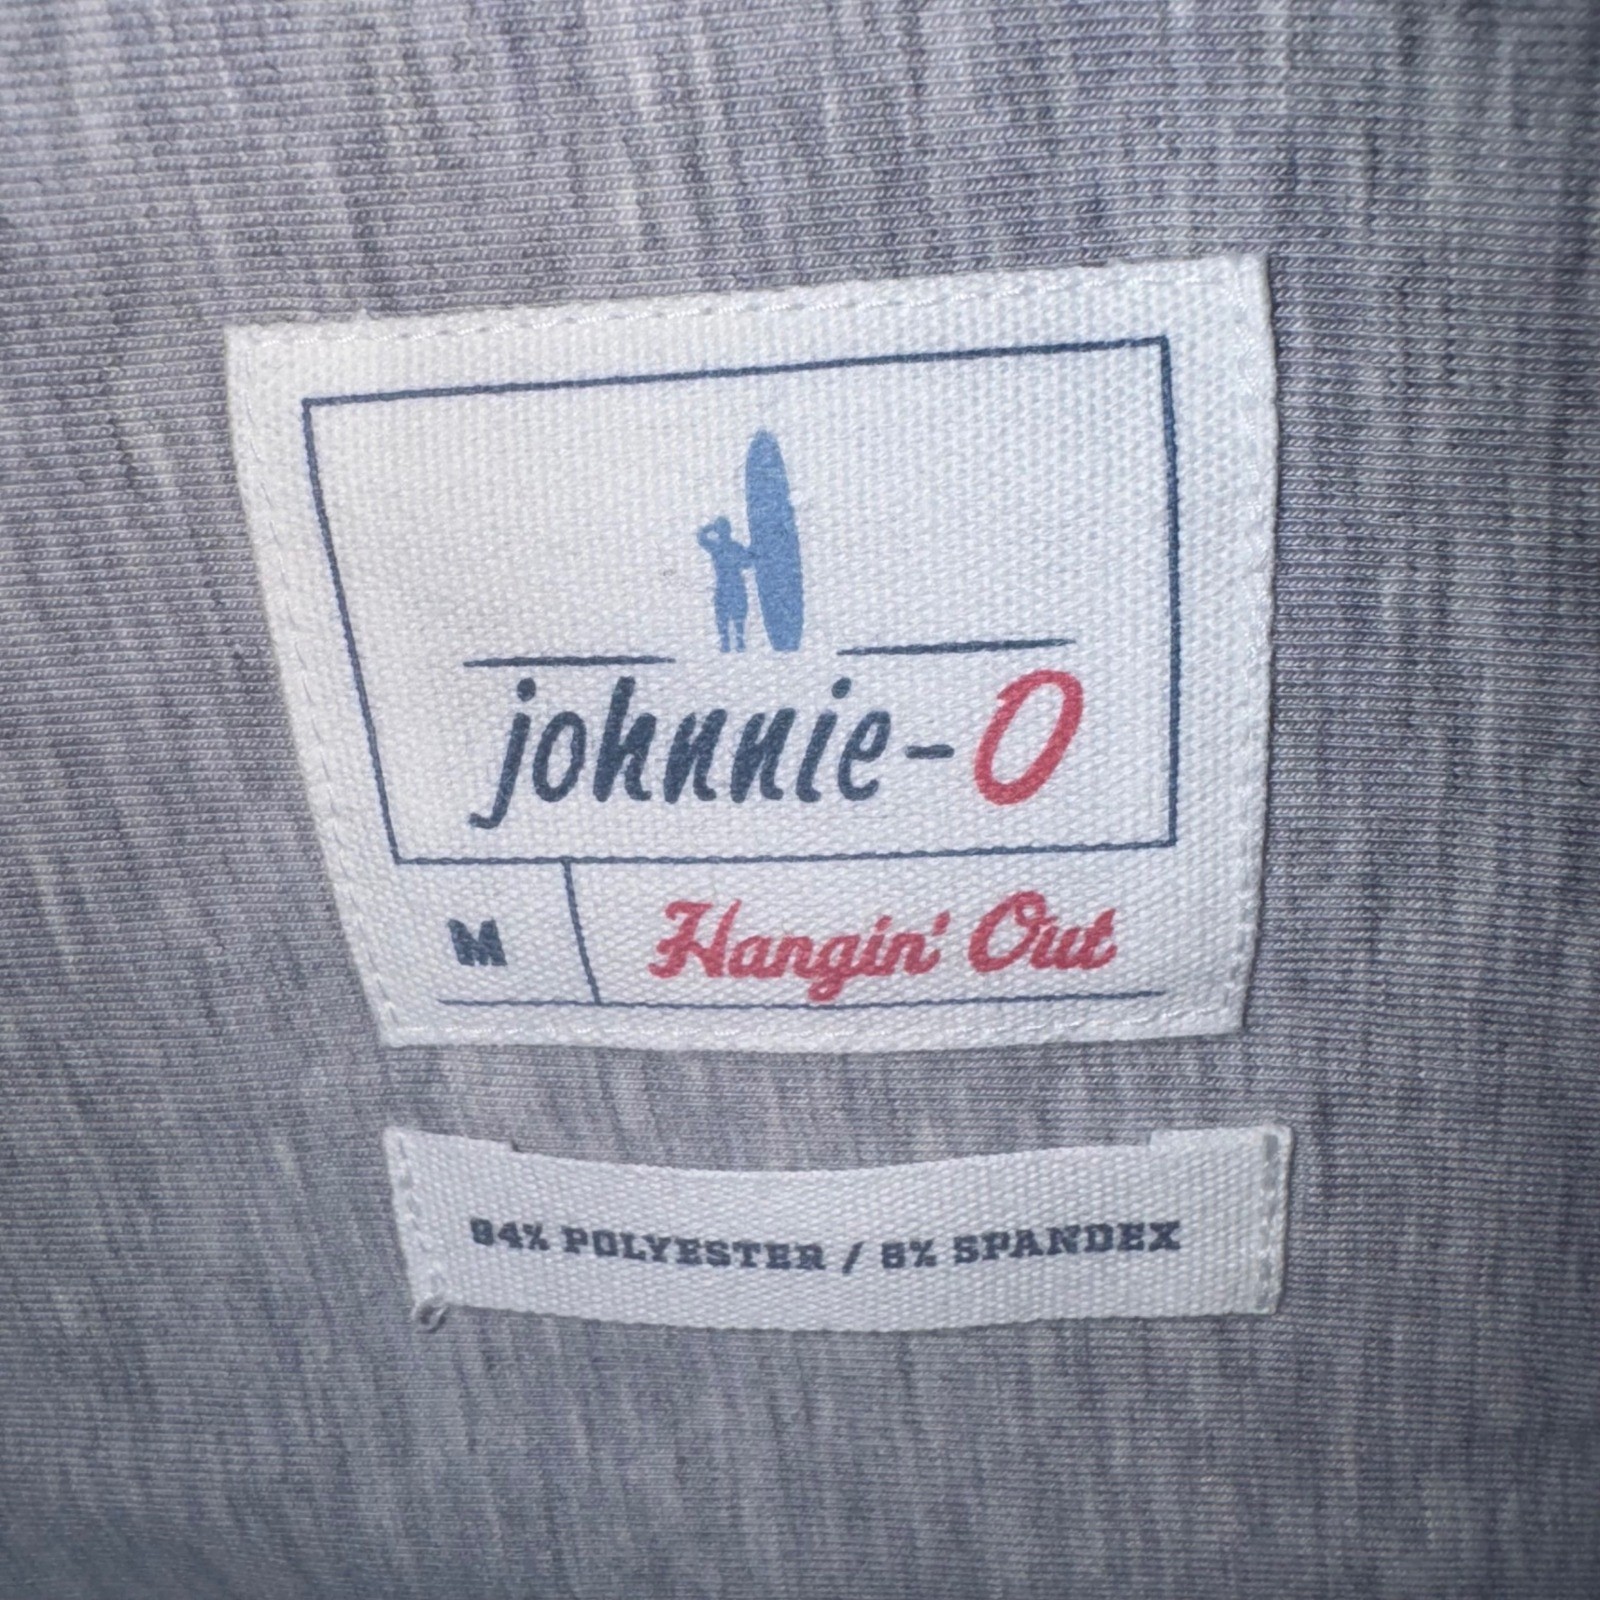 johnnie-O
M Hangin' Out
94% POLYESTER / 6% SPANDEX